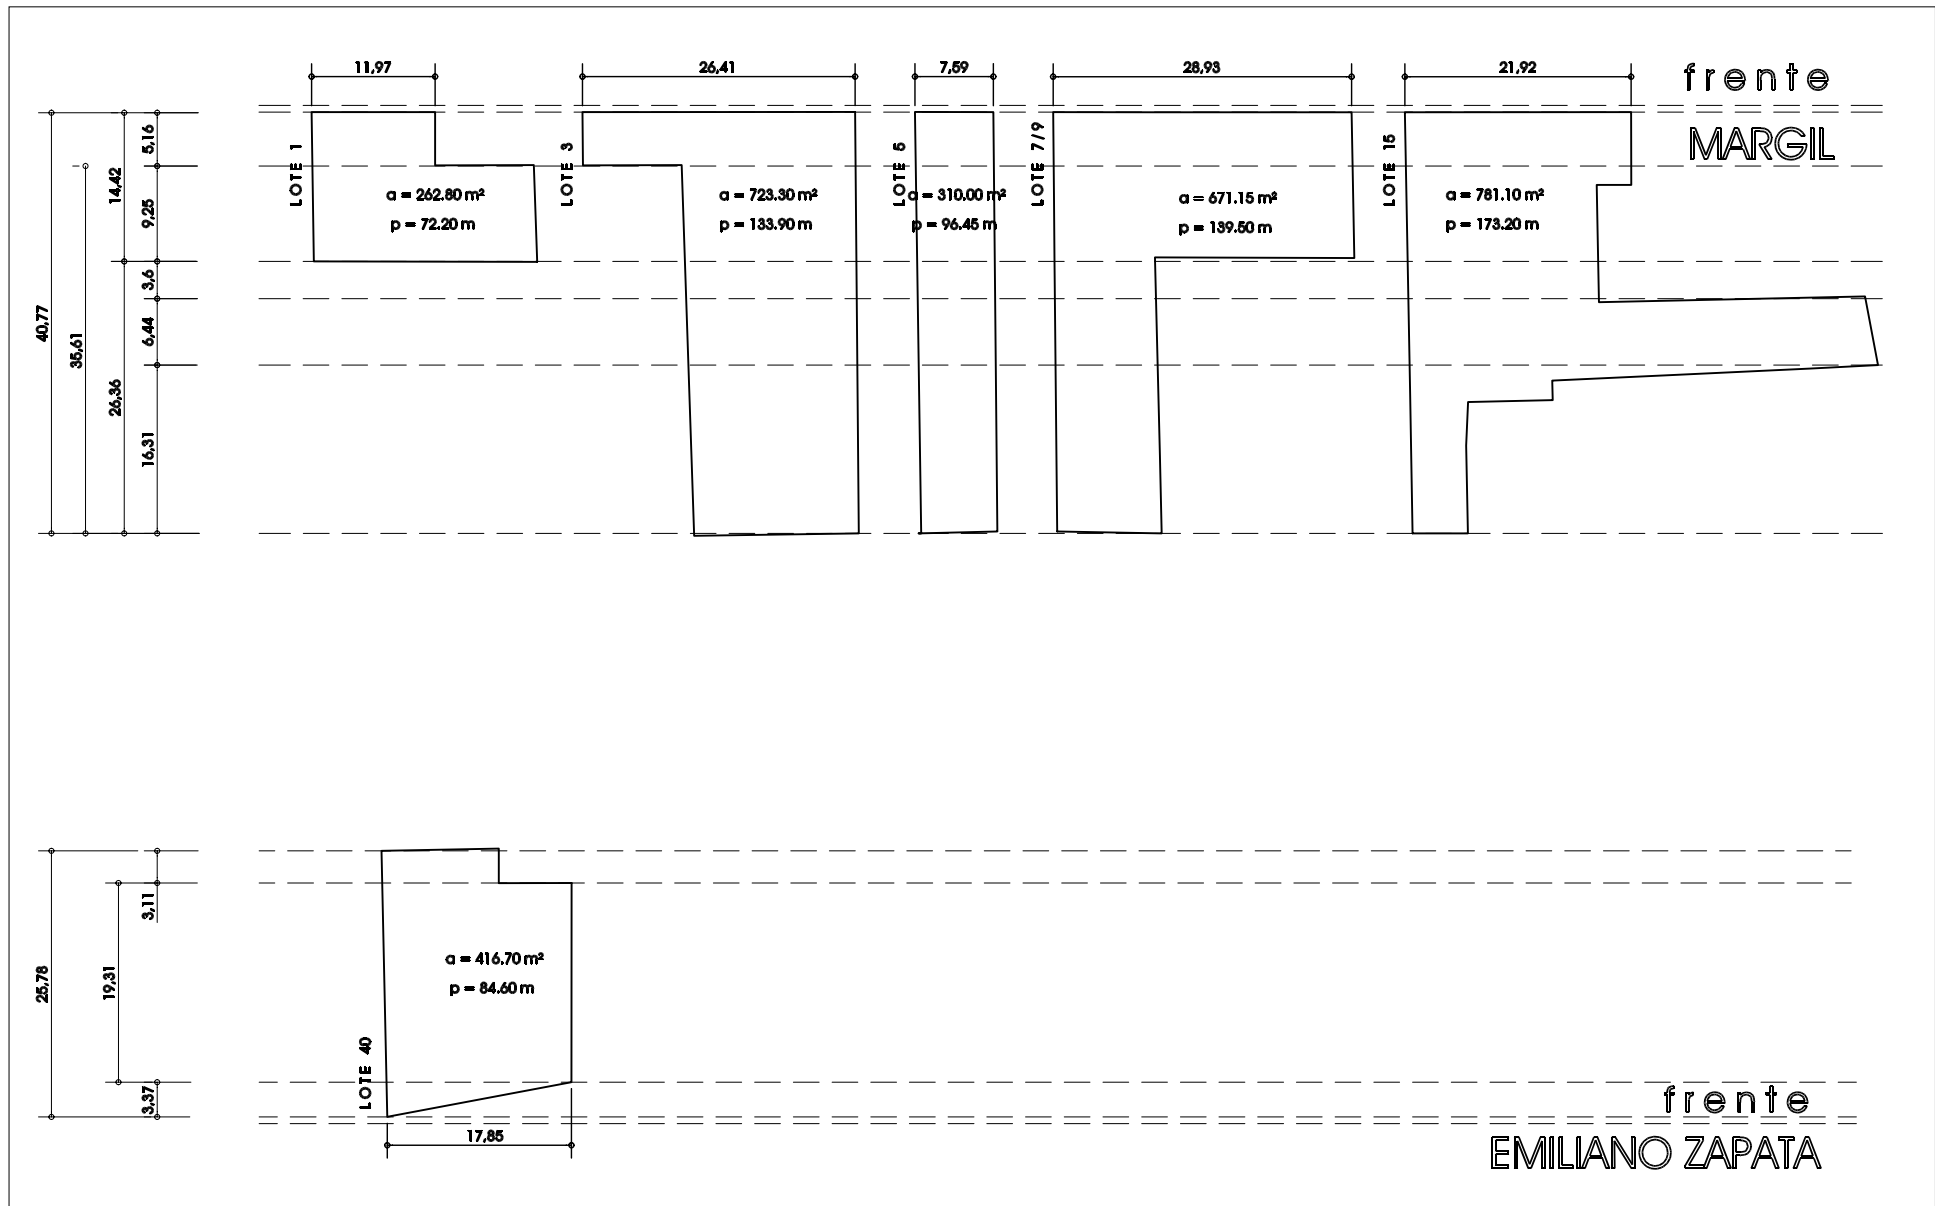 11,97
26,41
7,59
28,93
21,92
frente
MARGIL
LOTE 1
a = 262.80 m²
p = 72.20 m
LOTE 3
a = 723.30 m²
p = 133.90 m
LOTE 5
a = 310.00 m²
p = 96.45 m
LOTE 7/9
a = 671.15 m²
p = 139.50 m
LOTE 15
a = 781.10 m²
p = 173.20 m
40,77
35,61
14,42
26,36
5,16
9,25
3,6
6,44
16,31
25,78
19,31
3,11
3,37
LOTE 40
a = 416.70 m²
p = 84.60 m
17,85
frente
EMILIANO ZAPATA